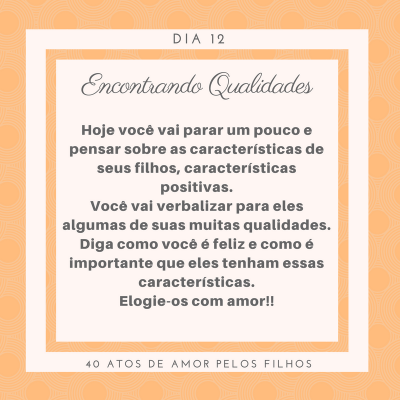 DIA 12
Encontrando Qualidades
Hoje você vai parar um pouco e
pensar sobre as características de
seus filhos, características
positivas.
Você vai verbalizar para eles
algumas de suas muitas qualidades.
Diga como você é feliz e como é
importante que eles tenham essas
características.
Elogie-os com amor!!
40 ATOS DE AMOR PELOS FILHOS